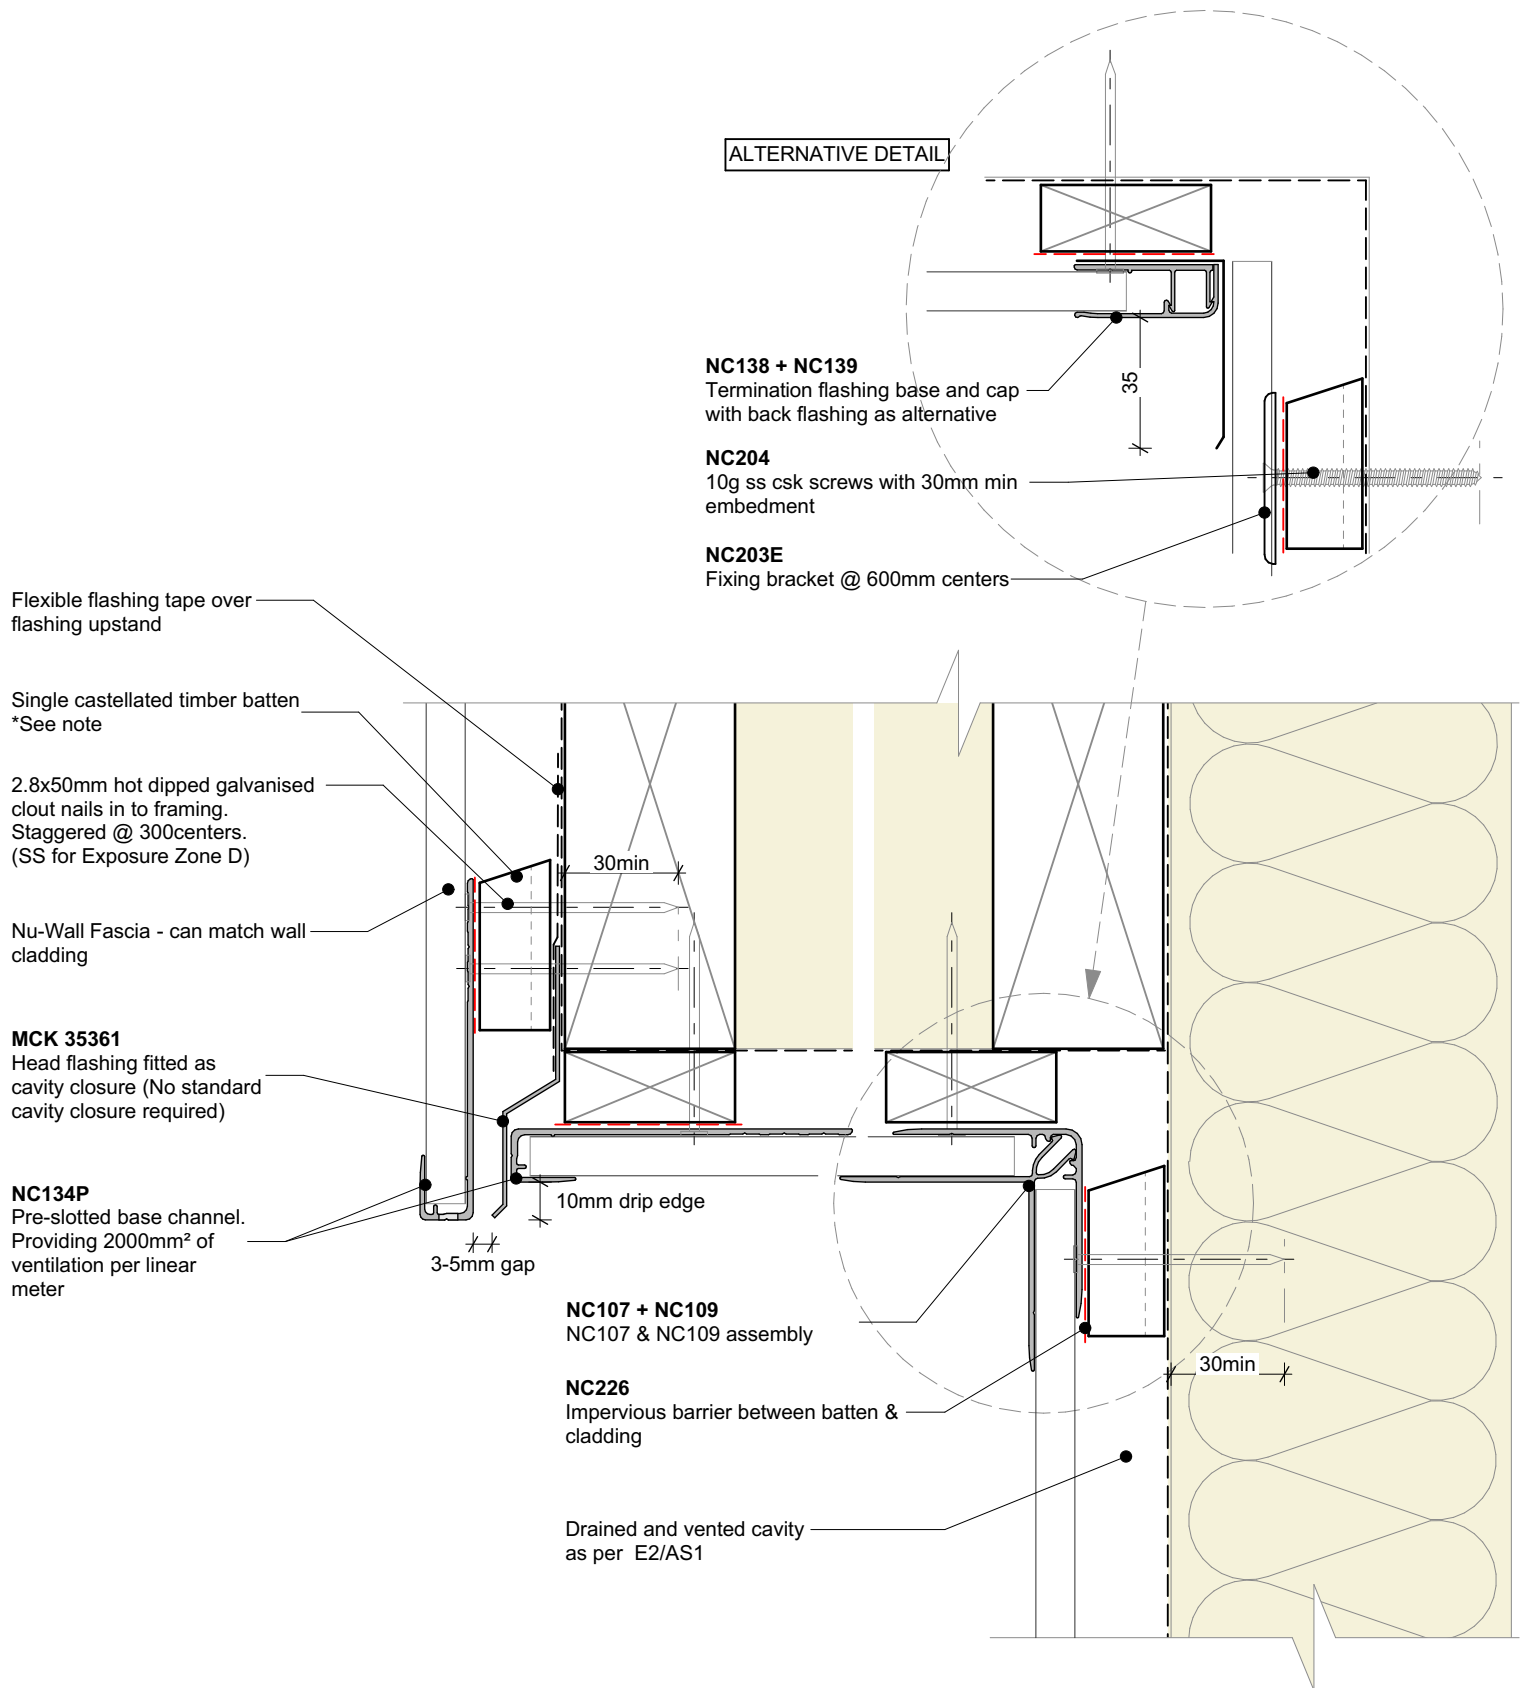 ALTERNATIVE DETAIL
NC138 + NC139
Termination flashing base and cap
with back flashing as alternative
35
NC204
10g ss csk screws with 30mm min
embedment
NC203E
Fixing bracket @ 600mm centers
Flexible flashing tape over
flashing upstand
Single castellated timber batten
*See note
2.8x50mm hot dipped galvanised
clout nails in to framing.
Staggered @ 300centers.
(SS for Exposure Zone D)
30min
Nu-Wall Fascia - can match wall
cladding
MCK 35361
Head flashing fitted as
cavity closure (No standard
cavity closure required)
NC134P
Pre-slotted base channel.
Providing 2000mm² of
ventilation per linear
meter
10mm drip edge
3-5mm gap
NC107 + NC109
NC107 & NC109 assembly
30min
NC226
Impervious barrier between batten &
cladding
Drained and vented cavity
as per E2/AS1